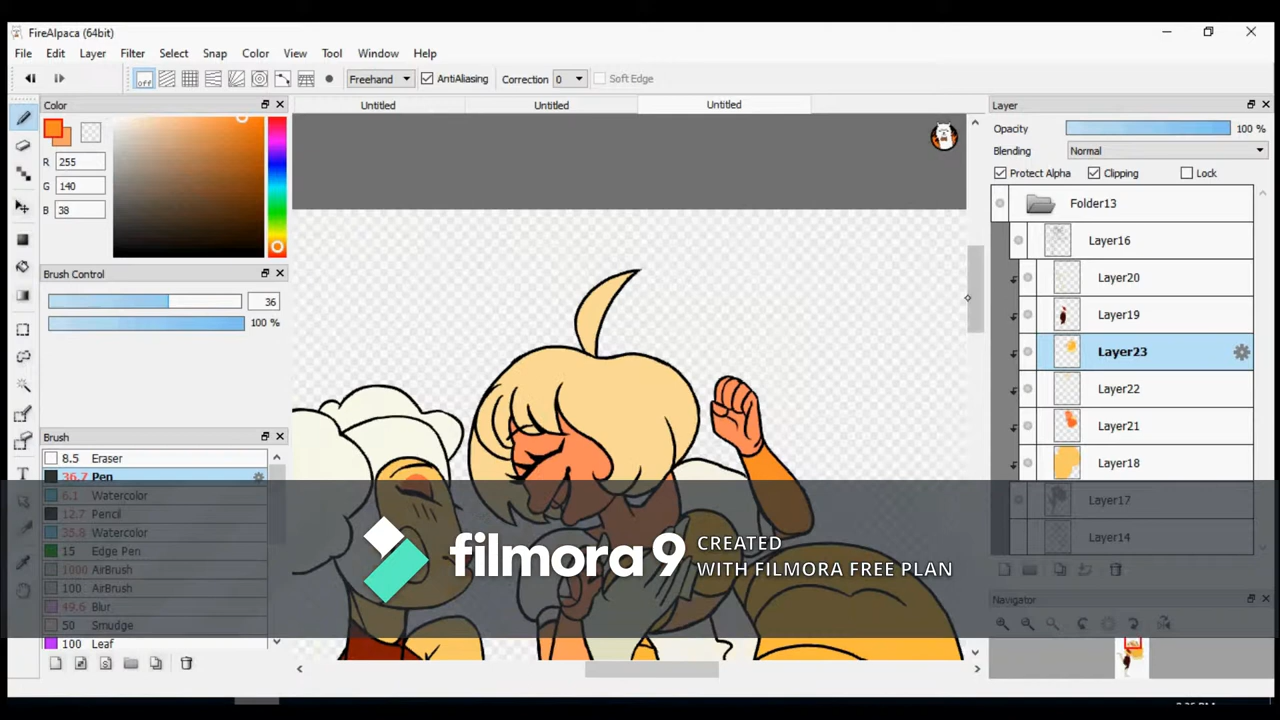 FireAlpaca (64bit)
File Edit Layer Filter Select Snap Color View Tool Window Help
off Freehand AntiAliasing Correction 0 Soft Edge
Color
Untitled Untitled Untitled
Layer
R 255
G 140
B 38
Opacity 100 %
Blending Normal
Protect Alpha Clipping Lock
Folder13
Layer16
Layer20
Layer19
Layer23
Layer22
Layer21
Layer18
Layer17
Layer14
Brush Control
36
100 %
Brush
8.5 Eraser
36.7 Pen
6.1 Watercolor
12.7 Pencil
35.8 Watercolor
15 Edge Pen
1000 AirBrush
100 AirBrush
49.6 Blur
50 Smudge
100 Leaf
filmora9 CREATED
WITH FILMORA FREE PLAN
Navigator